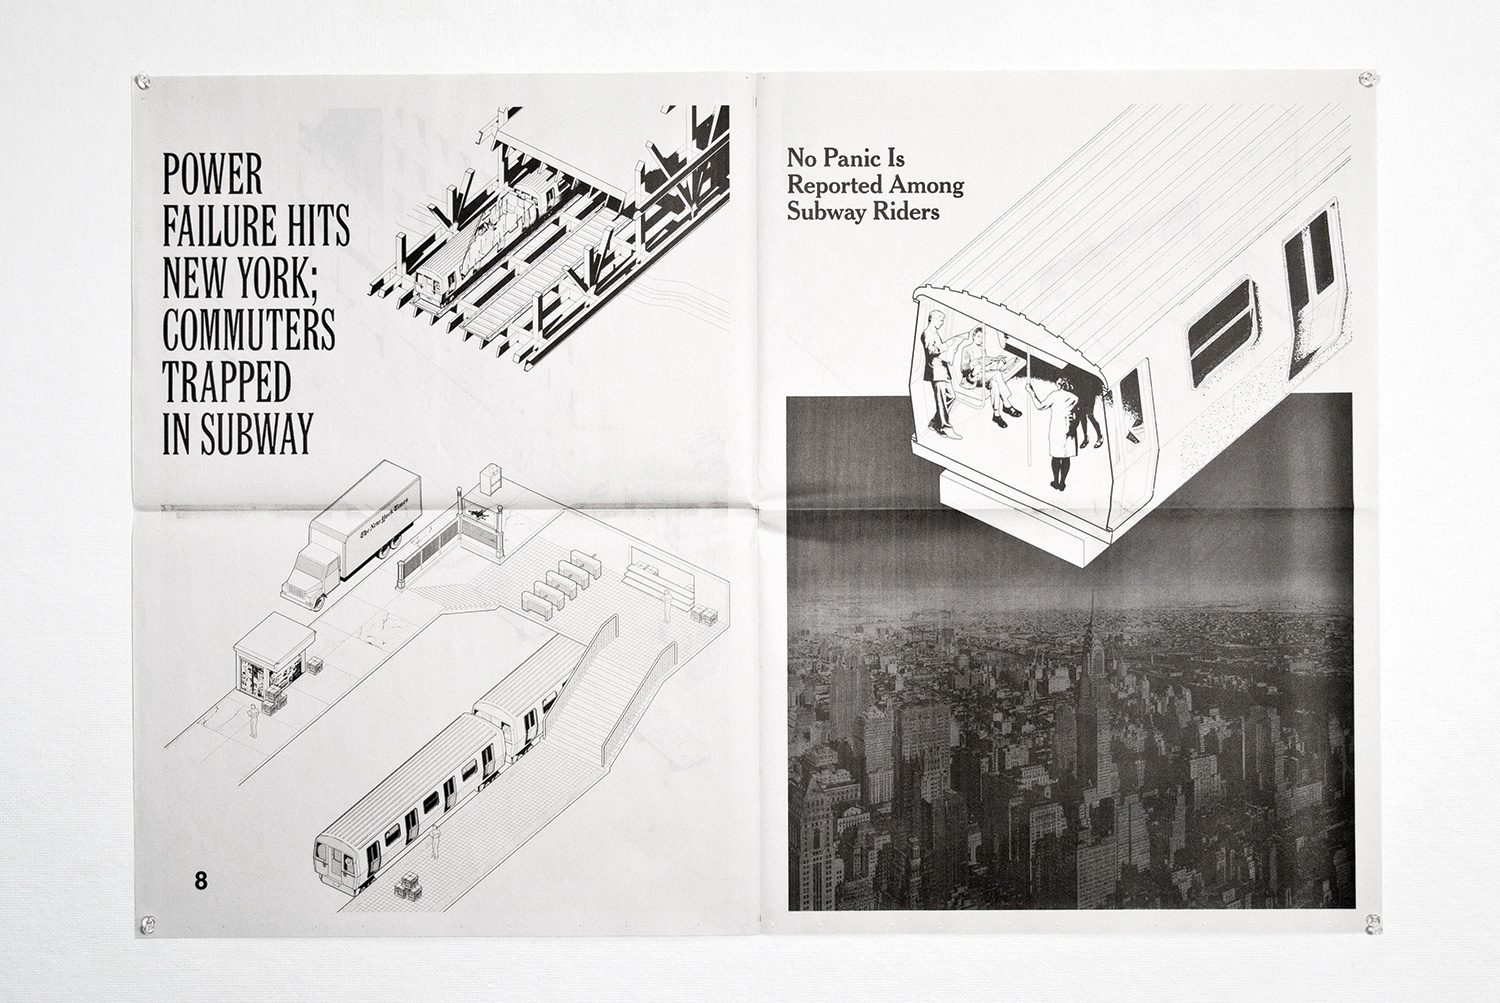 POWER
FAILURE HITS
NEW YORK;
COMMUTERS
TRAPPED
IN SUBWAY
No Panic Is
Reported Among
Subway Riders
The New York Times
8